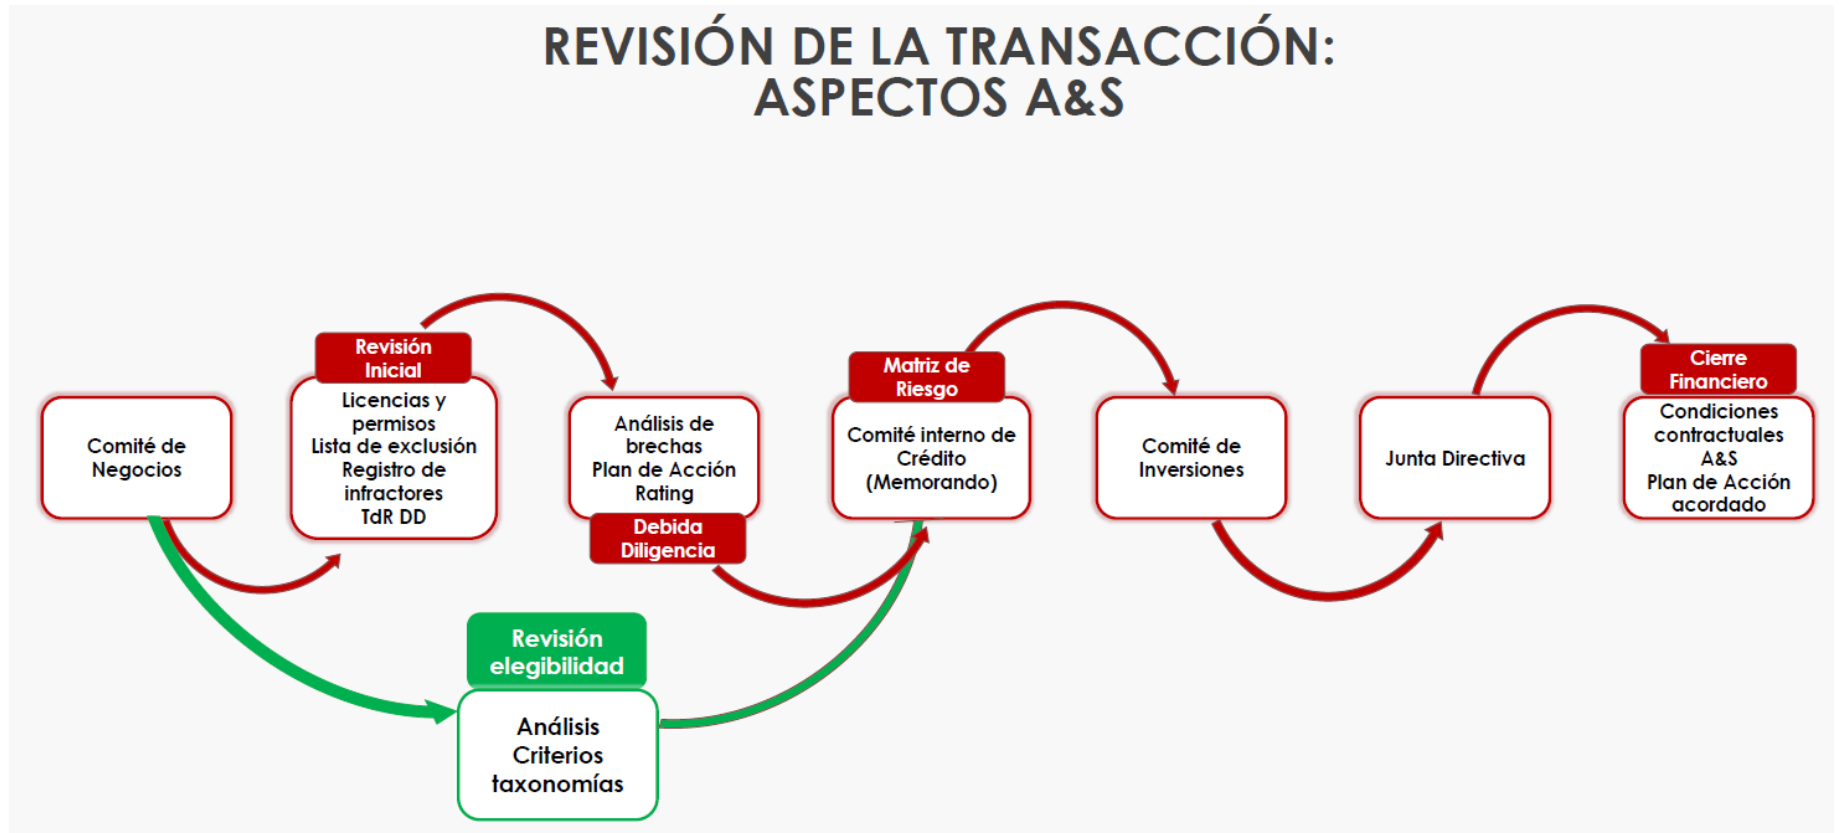 REVISIÓN DE LA TRANSACCIÓN:
ASPECTOS A&S
Comité de
Negocios
Revisión
Inicial
Licencias y
permisos
Lista de exclusión
Registro de
infractores
TdR DD
Análisis de
brechas
Plan de Acción
Rating
Debida
Diligencia
Matriz de
Riesgo
Comité interno de
Crédito
(Memorando)
Comité de
Inversiones
Junta Directiva
Cierre
Financiero
Condiciones
contractuales
A&S
Plan de Acción
acordado
Revisión
elegibilidad
Análisis
Criterios
taxonomías